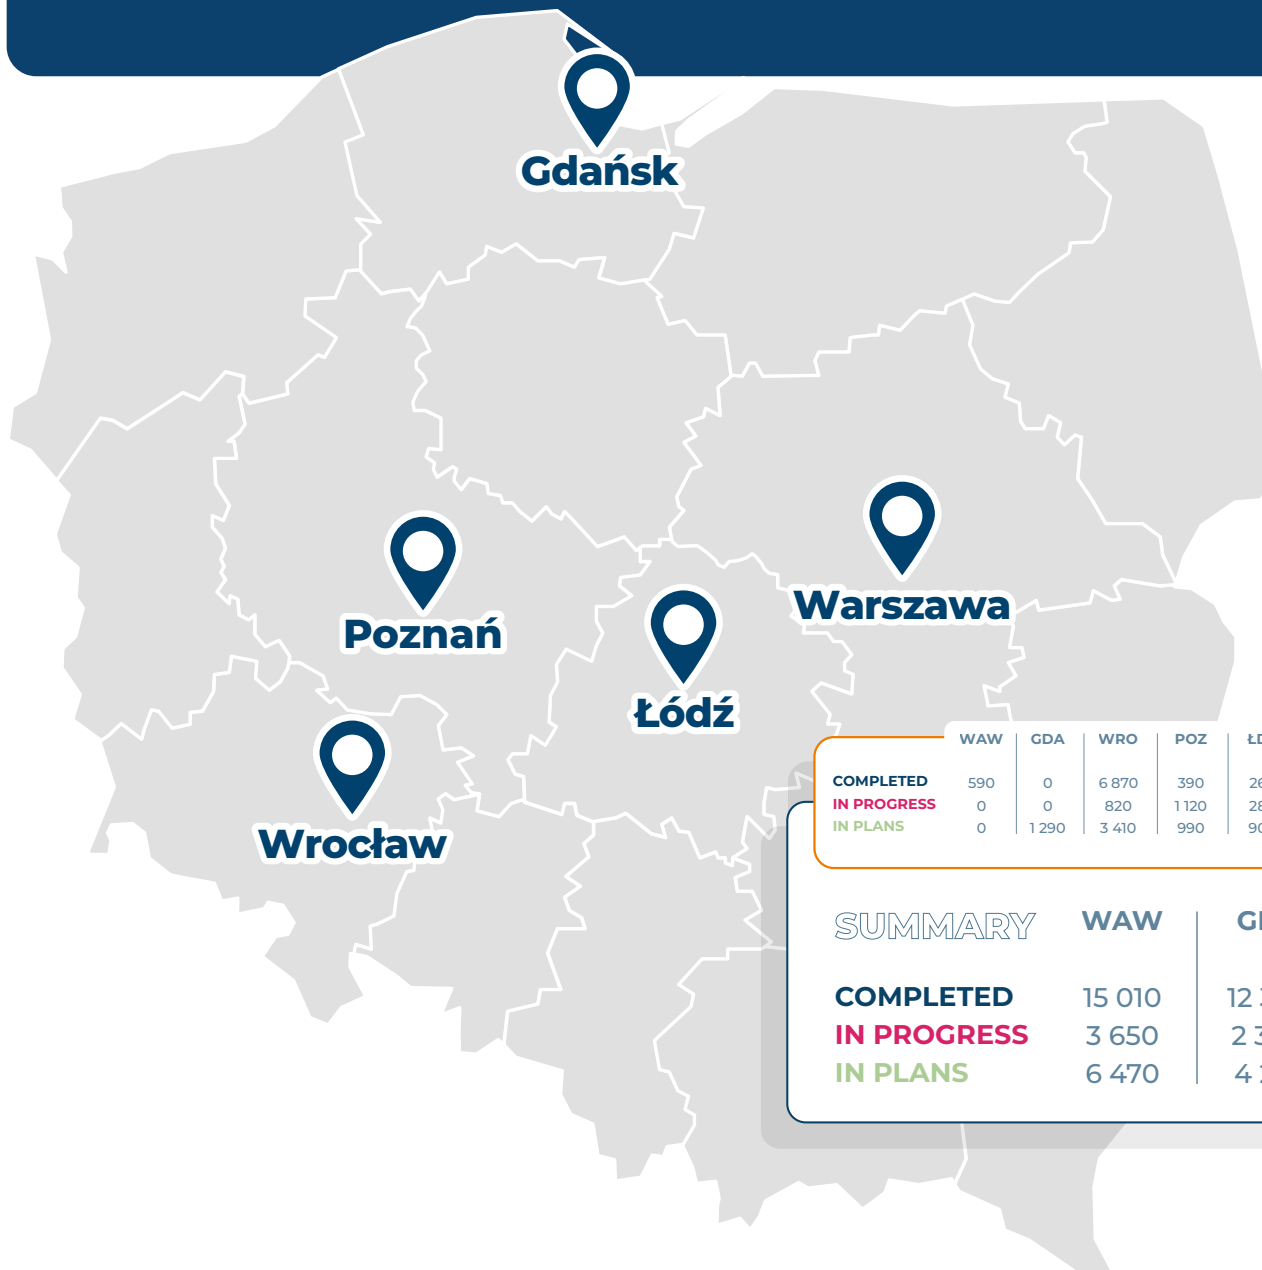 Gdańsk
Warszawa
Poznań
Łódź
Wrocław
WAW GDA WRO POZ
COMPLETED 590 0 6 870 390
IN PROGRESS 0 0 820 1 120
IN PLANS 0 1 290 3 410 990
SUMMARY WAW
COMPLETED 15 010
IN PROGRESS 3 650
IN PLANS 6 470